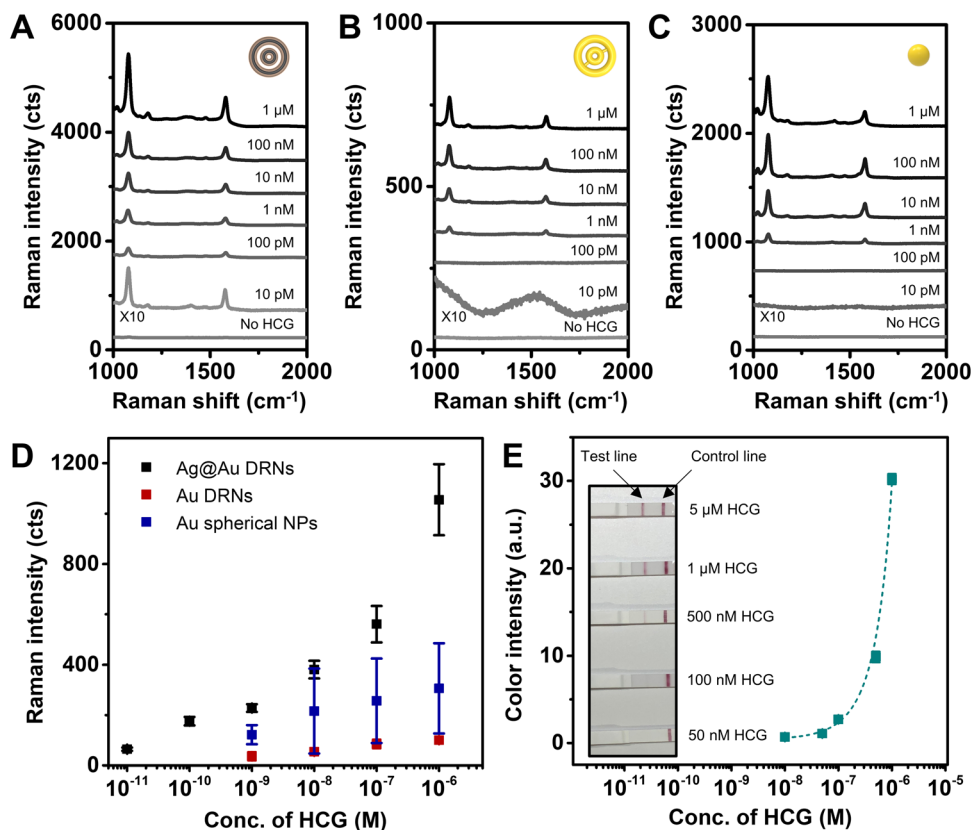 A
6000
4000
2000
0
Raman intensity (cts)
1 µM
100 nM
10 nM
1 nM
100 pM
10 pM
X10
No HCG
1000
1500
2000
Raman shift (cm⁻¹)
B
1000
500
0
Raman intensity (cts)
1 µM
100 nM
10 nM
1 nM
100 pM
10 pM
X10
No HCG
1000
1500
2000
Raman shift (cm⁻¹)
C
3000
2000
1000
0
Raman intensity (cts)
1 µM
100 nM
10 nM
1 nM
100 pM
10 pM
X10
No HCG
1000
1500
2000
Raman shift (cm⁻¹)
D
1200
800
400
0
Raman intensity (cts)
Ag@Au DRNs
Au DRNs
Au spherical NPs
10⁻¹¹
10⁻¹⁰
10⁻⁹
10⁻⁸
10⁻⁷
10⁻⁶
Conc. of HCG (M)
E
30
20
10
0
Color intensity (a.u.)
Test line
Control line
5 µM HCG
1 µM HCG
500 nM HCG
100 nM HCG
50 nM HCG
10⁻¹¹
10⁻¹⁰
10⁻⁹
10⁻⁸
10⁻⁷
10⁻⁶
10⁻⁵
Conc. of HCG (M)